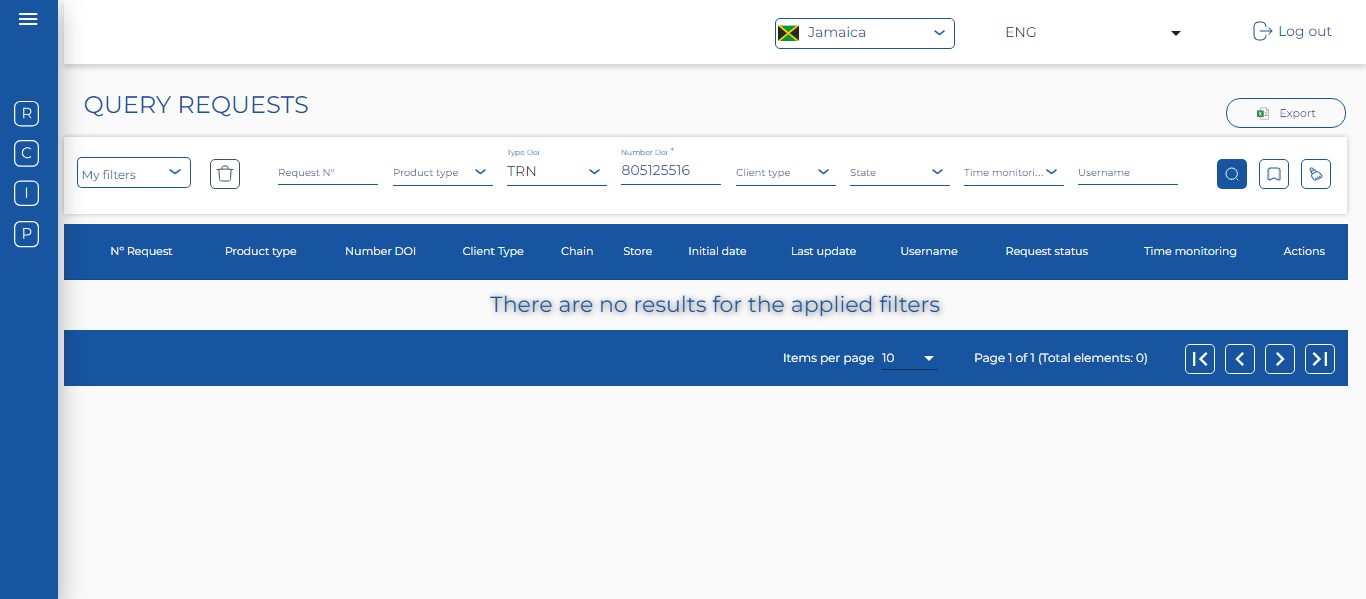 Jamaica
ENG
Log out
R
C
I
P
QUERY REQUESTS
Export
My filters
Request Nº
Product type
Type Doi
TRN
Number Doi *
805125516
Client type
State
Time monitori...
Username
Nº Request Product type Number DOI Client Type Chain Store Initial date Last update Username Request status Time monitoring Actions
There are no results for the applied filters
Items per page 10 Page 1 of 1 (Total elements: 0)